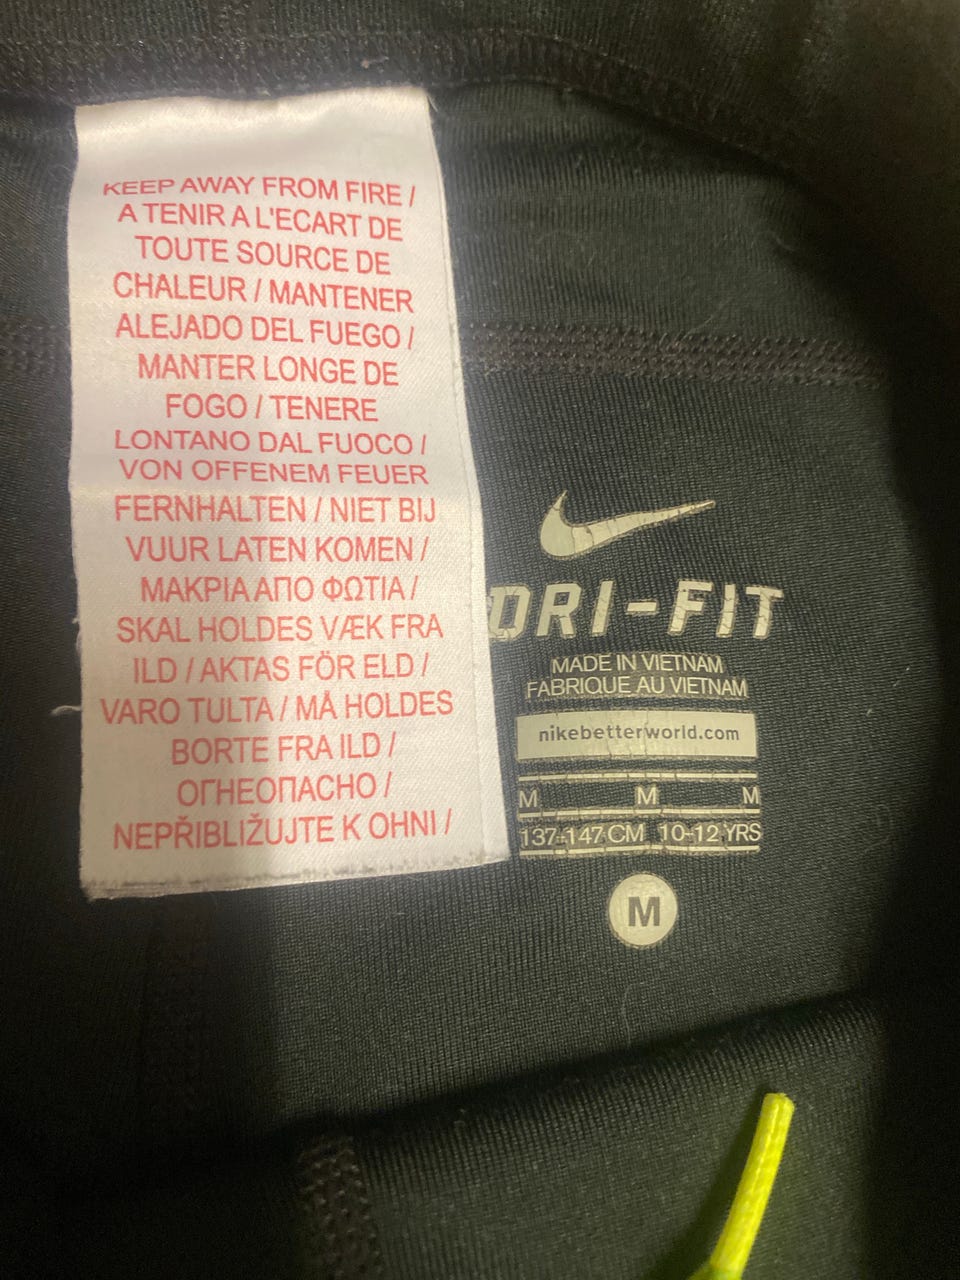 KEEP AWAY FROM FIRE /
A TENIR A L'ECART DE
TOUTE SOURCE DE
CHALEUR / MANTENER
ALEJADO DEL FUEGO /
MANTER LONGE DE
FOGO / TENERE
LONTANO DAL FUOCO /
VON OFFENEM FEUER
FERNHALTEN / NIET BIJ
VUUR LATEN KOMEN /
ΜΑΚΡΙΑ ΑΠΟ ΦΩΤΙΑ /
SKAL HOLDES VÆK FRA
ILD / AKTAS FÖR ELD /
VARO TULTA / MÅ HOLDES
BORTE FRA ILD /
ОГНЕОПАСНО /
NEPŘIBLIŽUJTE K OHNI /
DRI-FIT
MADE IN VIETNAM
FABRIQUE AU VIETNAM
nikebetterworld.com
M M M
137-147 CM 10-12 YRS
M